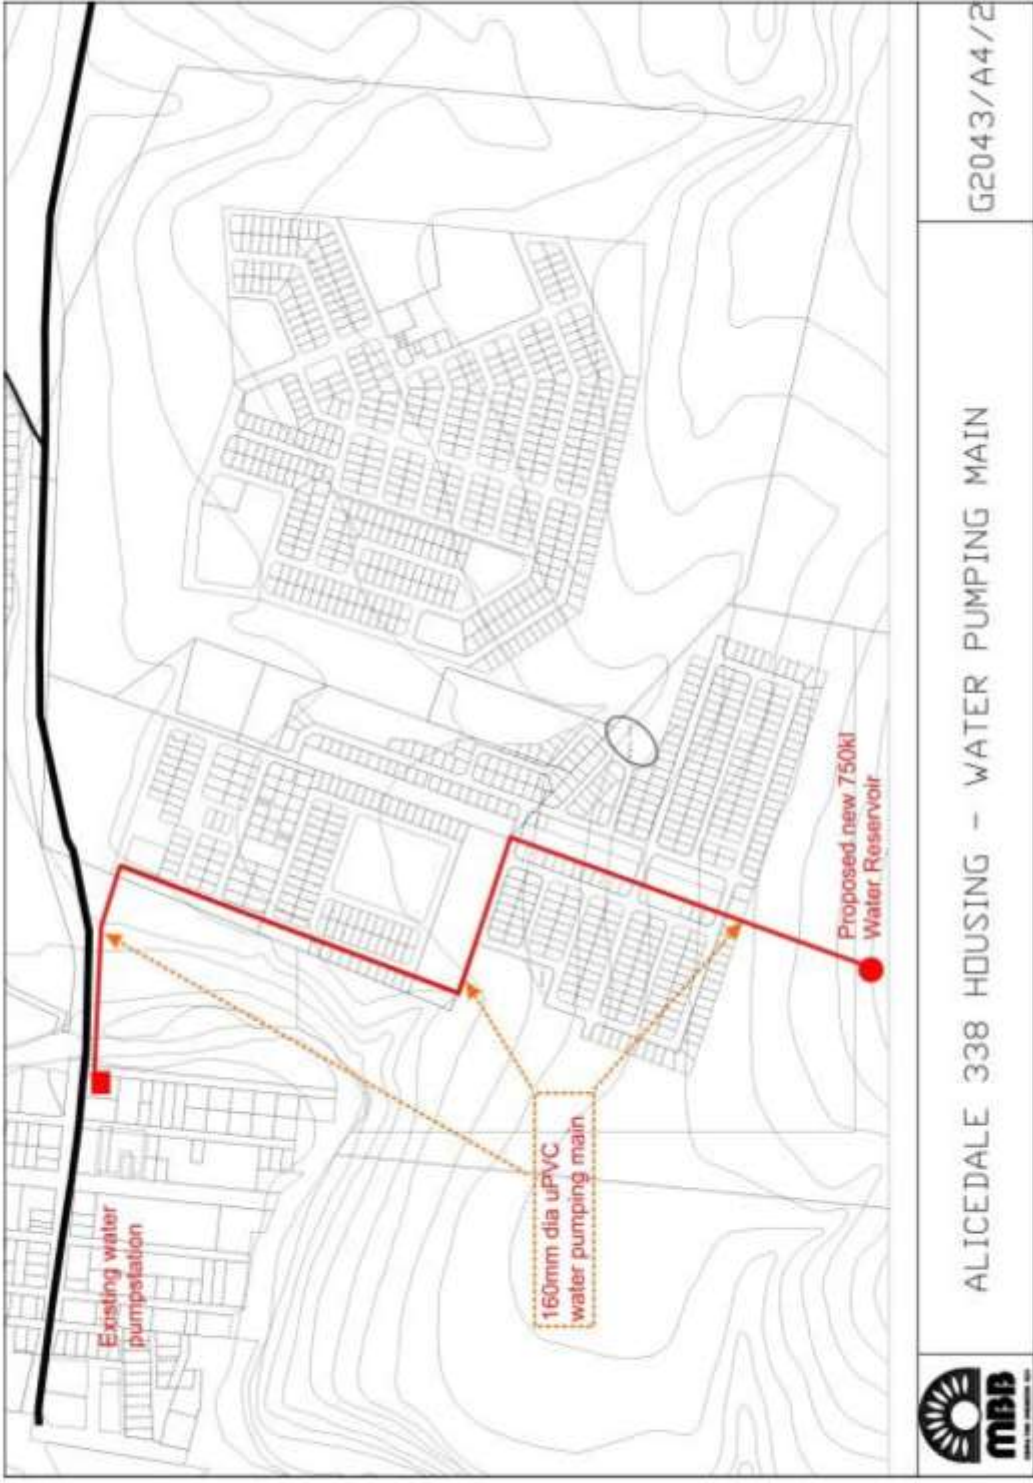 Existing water
pumpstation
160mm dia uPVC
water pumping main
Proposed new 750kl
Water Reservoir
MBB
ALICEDALE 338 HOUSING - WATER PUMPING MAIN
G2043/A4/2